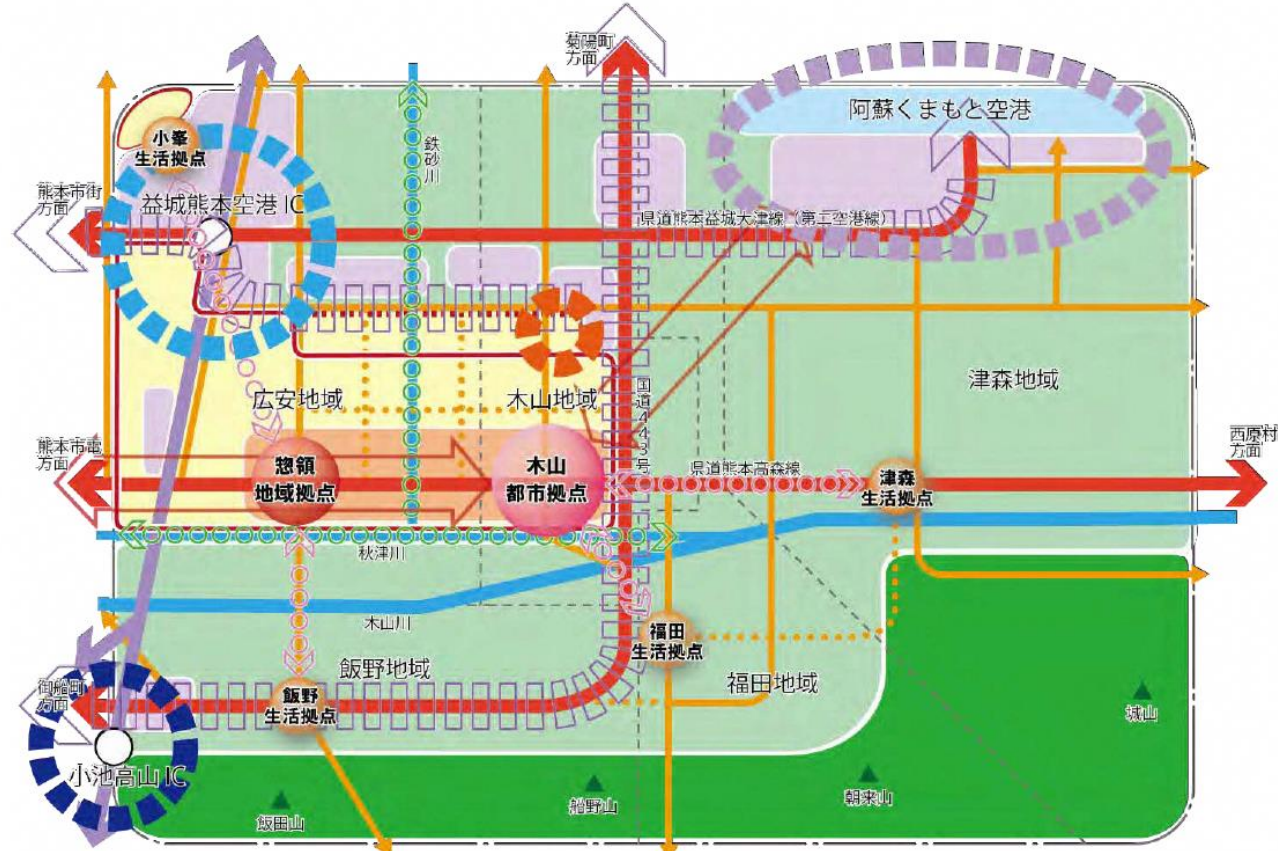 菊陽町
方面
阿蘇くまもと空港
小峯
生活拠点
鉄砂川
熊本市街
方面
益城熊本空港 IC
県道熊本益城大津線（第二空港線）
国道443号
広安地域
木山地域
津森地域
熊本市電
方面
惣領
地域拠点
木山
都市拠点
県道熊本高森線
津森
生活拠点
西原村
方面
秋津川
木山川
福田
生活拠点
飯野地域
福田地域
御船町
方面
飯野
生活拠点
小池高山 IC
飯田山
船野山
朝来山
城山